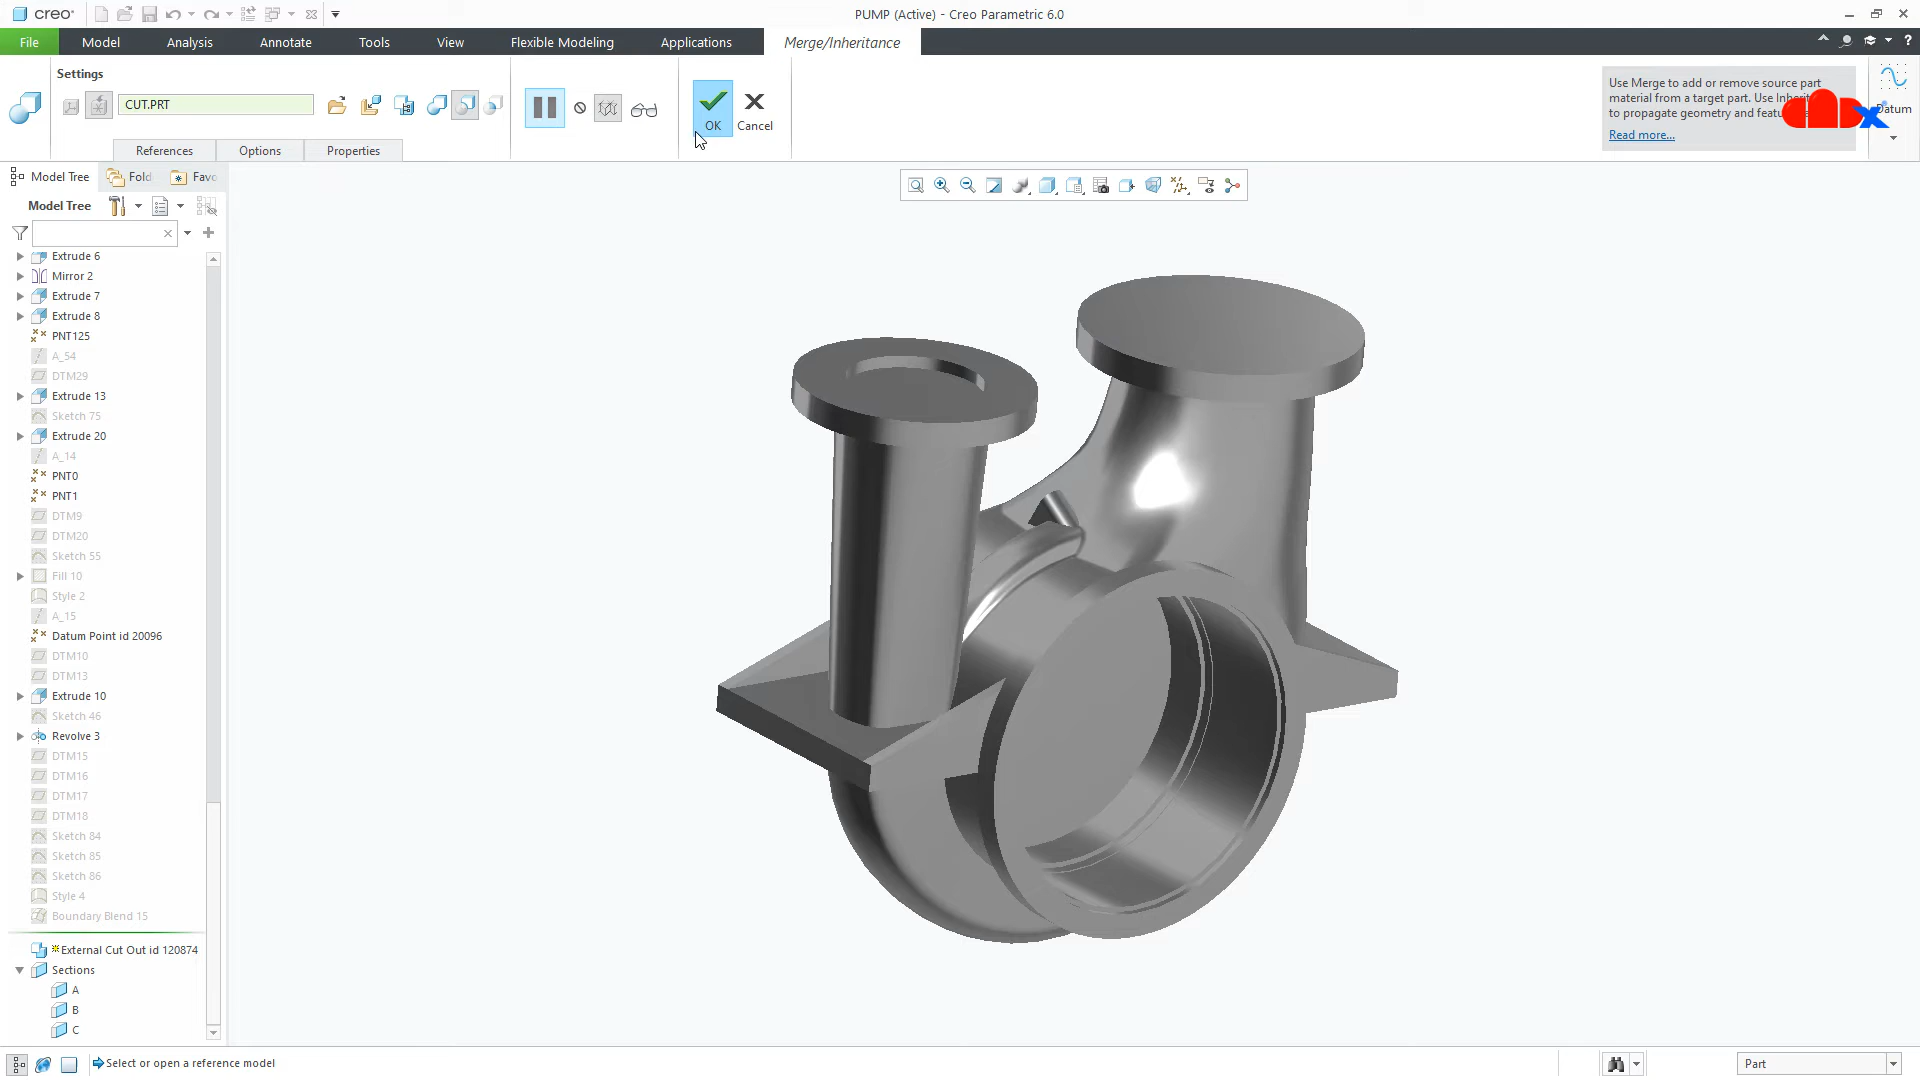 creo
PUMP (Active) - Creo Parametric 6.0
File
Model
Analysis
Annotate
Tools
View
Flexible Modeling
Applications
Merge/Inheritance
Settings
CUT.PRT
References
Options
Properties
OK
Cancel
Use Merge to add or remove source part
material from a target part. Use
to propagate geometry and
Read more...
Datum
Model Tree
Fold
Favo
Model Tree
Extrude 6
Mirror 2
Extrude 7
Extrude 8
PNT125
A_54
DTM29
Extrude 13
Sketch 75
Extrude 20
A_14
PNT0
PNT1
DTM9
DTM20
Sketch 55
Fill 10
Style 2
A_15
Datum Point id 20096
DTM10
DTM13
Extrude 10
Sketch 46
Revolve 3
DTM15
DTM16
DTM17
DTM18
Sketch 84
Sketch 85
Sketch 86
Style 4
Boundary Blend 15
External Cut Out id 120874
Sections
A
B
C
Select or open a reference model
Part